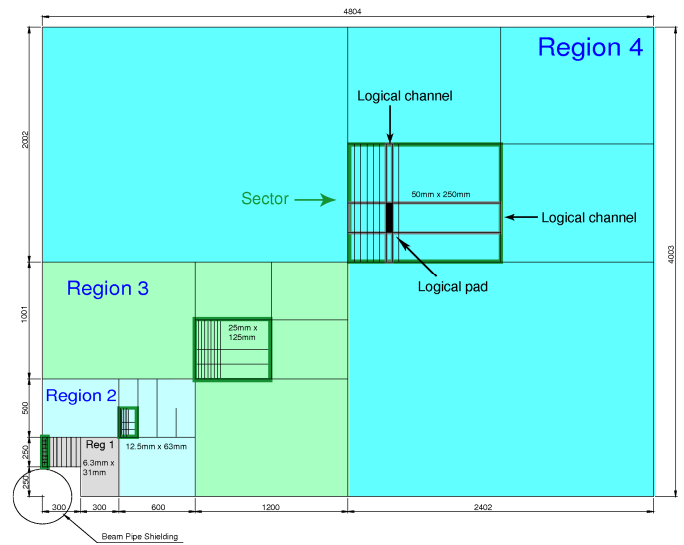 4804
Region 4
Logical channel
2002
50mm x 250mm
Sector
Logical channel
4003
Logical pad
Region 3
1001
25mm x
125mm
Region 2
500
Reg 1
12.5mm x 63mm
250
6.3mm x
31mm
250
300
300
600
1200
2402
Beam Pipe Shielding